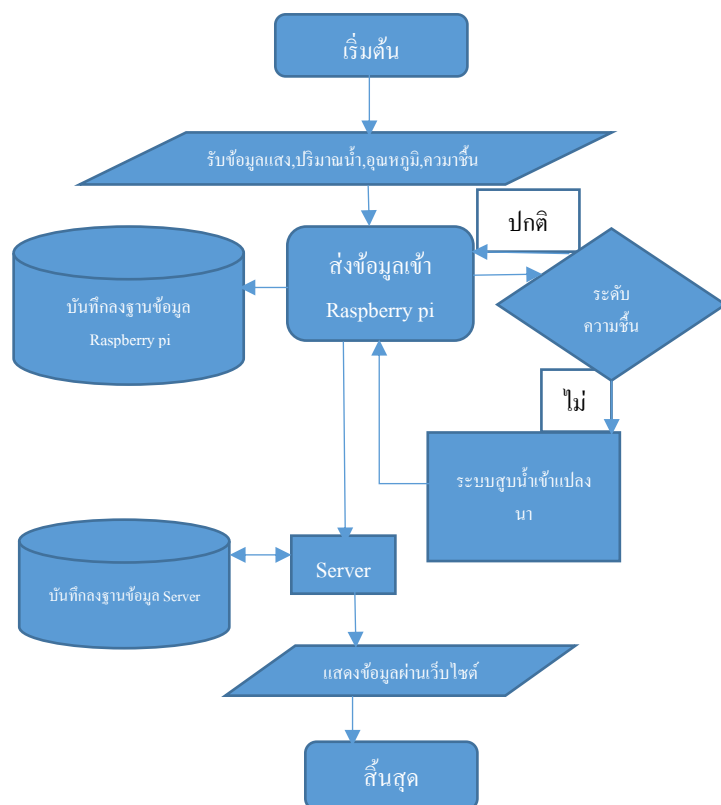 เริ่มต้น
รับข้อมูลแสง,ปริมาณน้ำ,อุณหภูมิ,ควมาชื้น
ปกติ
ส่งข้อมูลเข้า
Raspberry pi
ระดับ
ความชื้น
บันทึกลงฐานข้อมูล
Raspberry pi
ไม่
ระบบสูบน้ำเข้าแปลง
นา
Server
บันทึกลงฐานข้อมูล Server
แสดงข้อมูลผ่านเว็บไซต์
สิ้นสุด